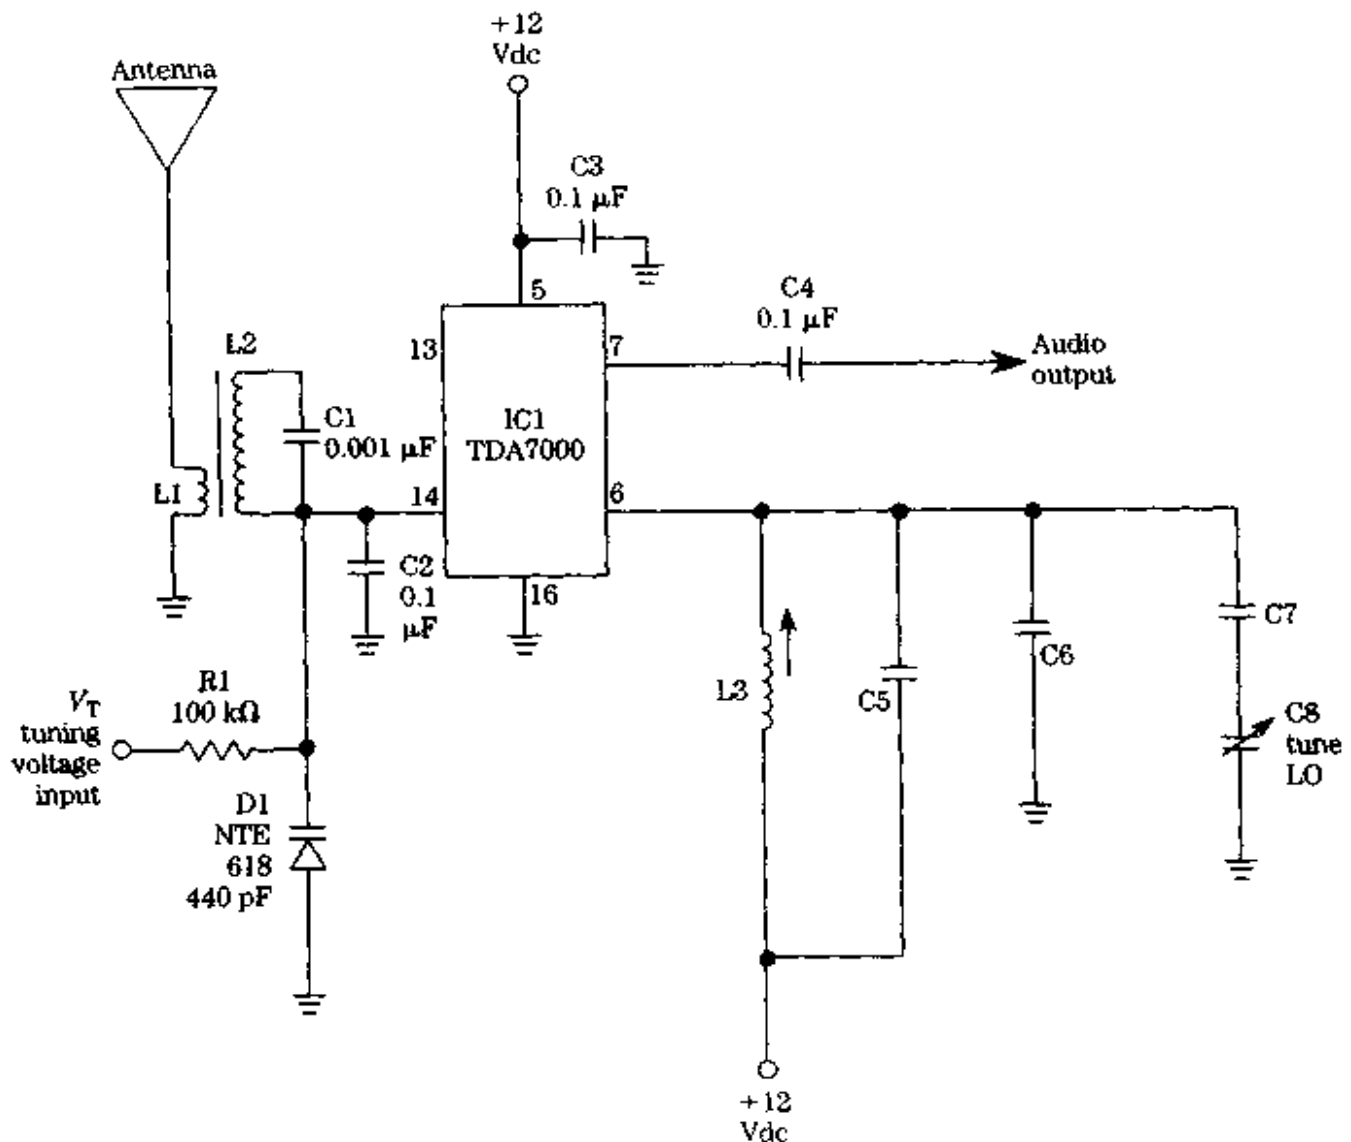 +12
Vdc
Antenna
C3
0.1 μF
5
C4
0.1 μF
L2
13
7
Audio
output
C1
0.001 μF
IC1
TDA7000
L1
14
6
C2
0.1
μF
16
C7
R1
100 kΩ
VT
tuning
voltage
input
L3
C5
C6
C8
tune
LO
D1
NTE
618
440 pF
+12
Vdc